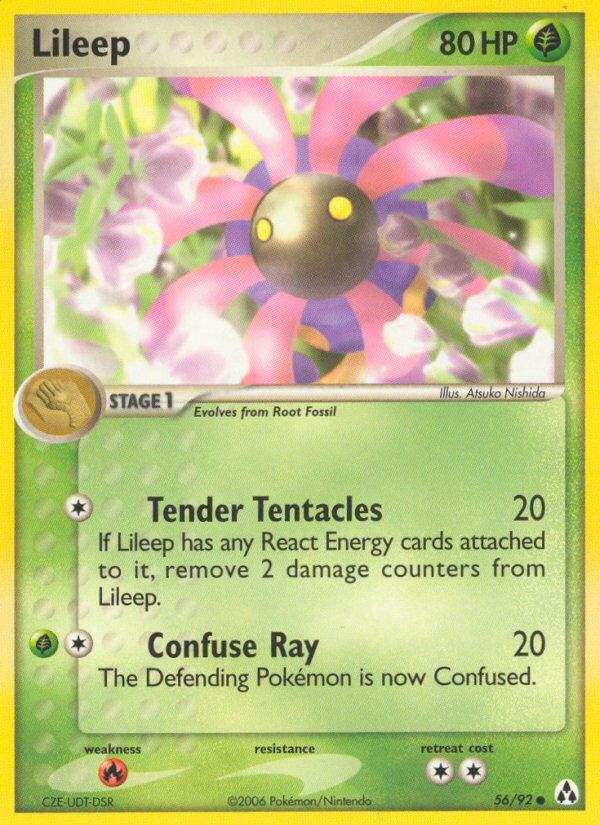 Lileep 80 HP
Illus. Atsuko Nishida
STAGE 1
Evolves from Root Fossil
Tender Tentacles 20
If Lileep has any React Energy cards attached
to it, remove 2 damage counters from
Lileep.
Confuse Ray 20
The Defending Pokémon is now Confused.
weakness resistance retreat cost
CZE-UDT-DSR ©2006 Pokémon/Nintendo 56/92